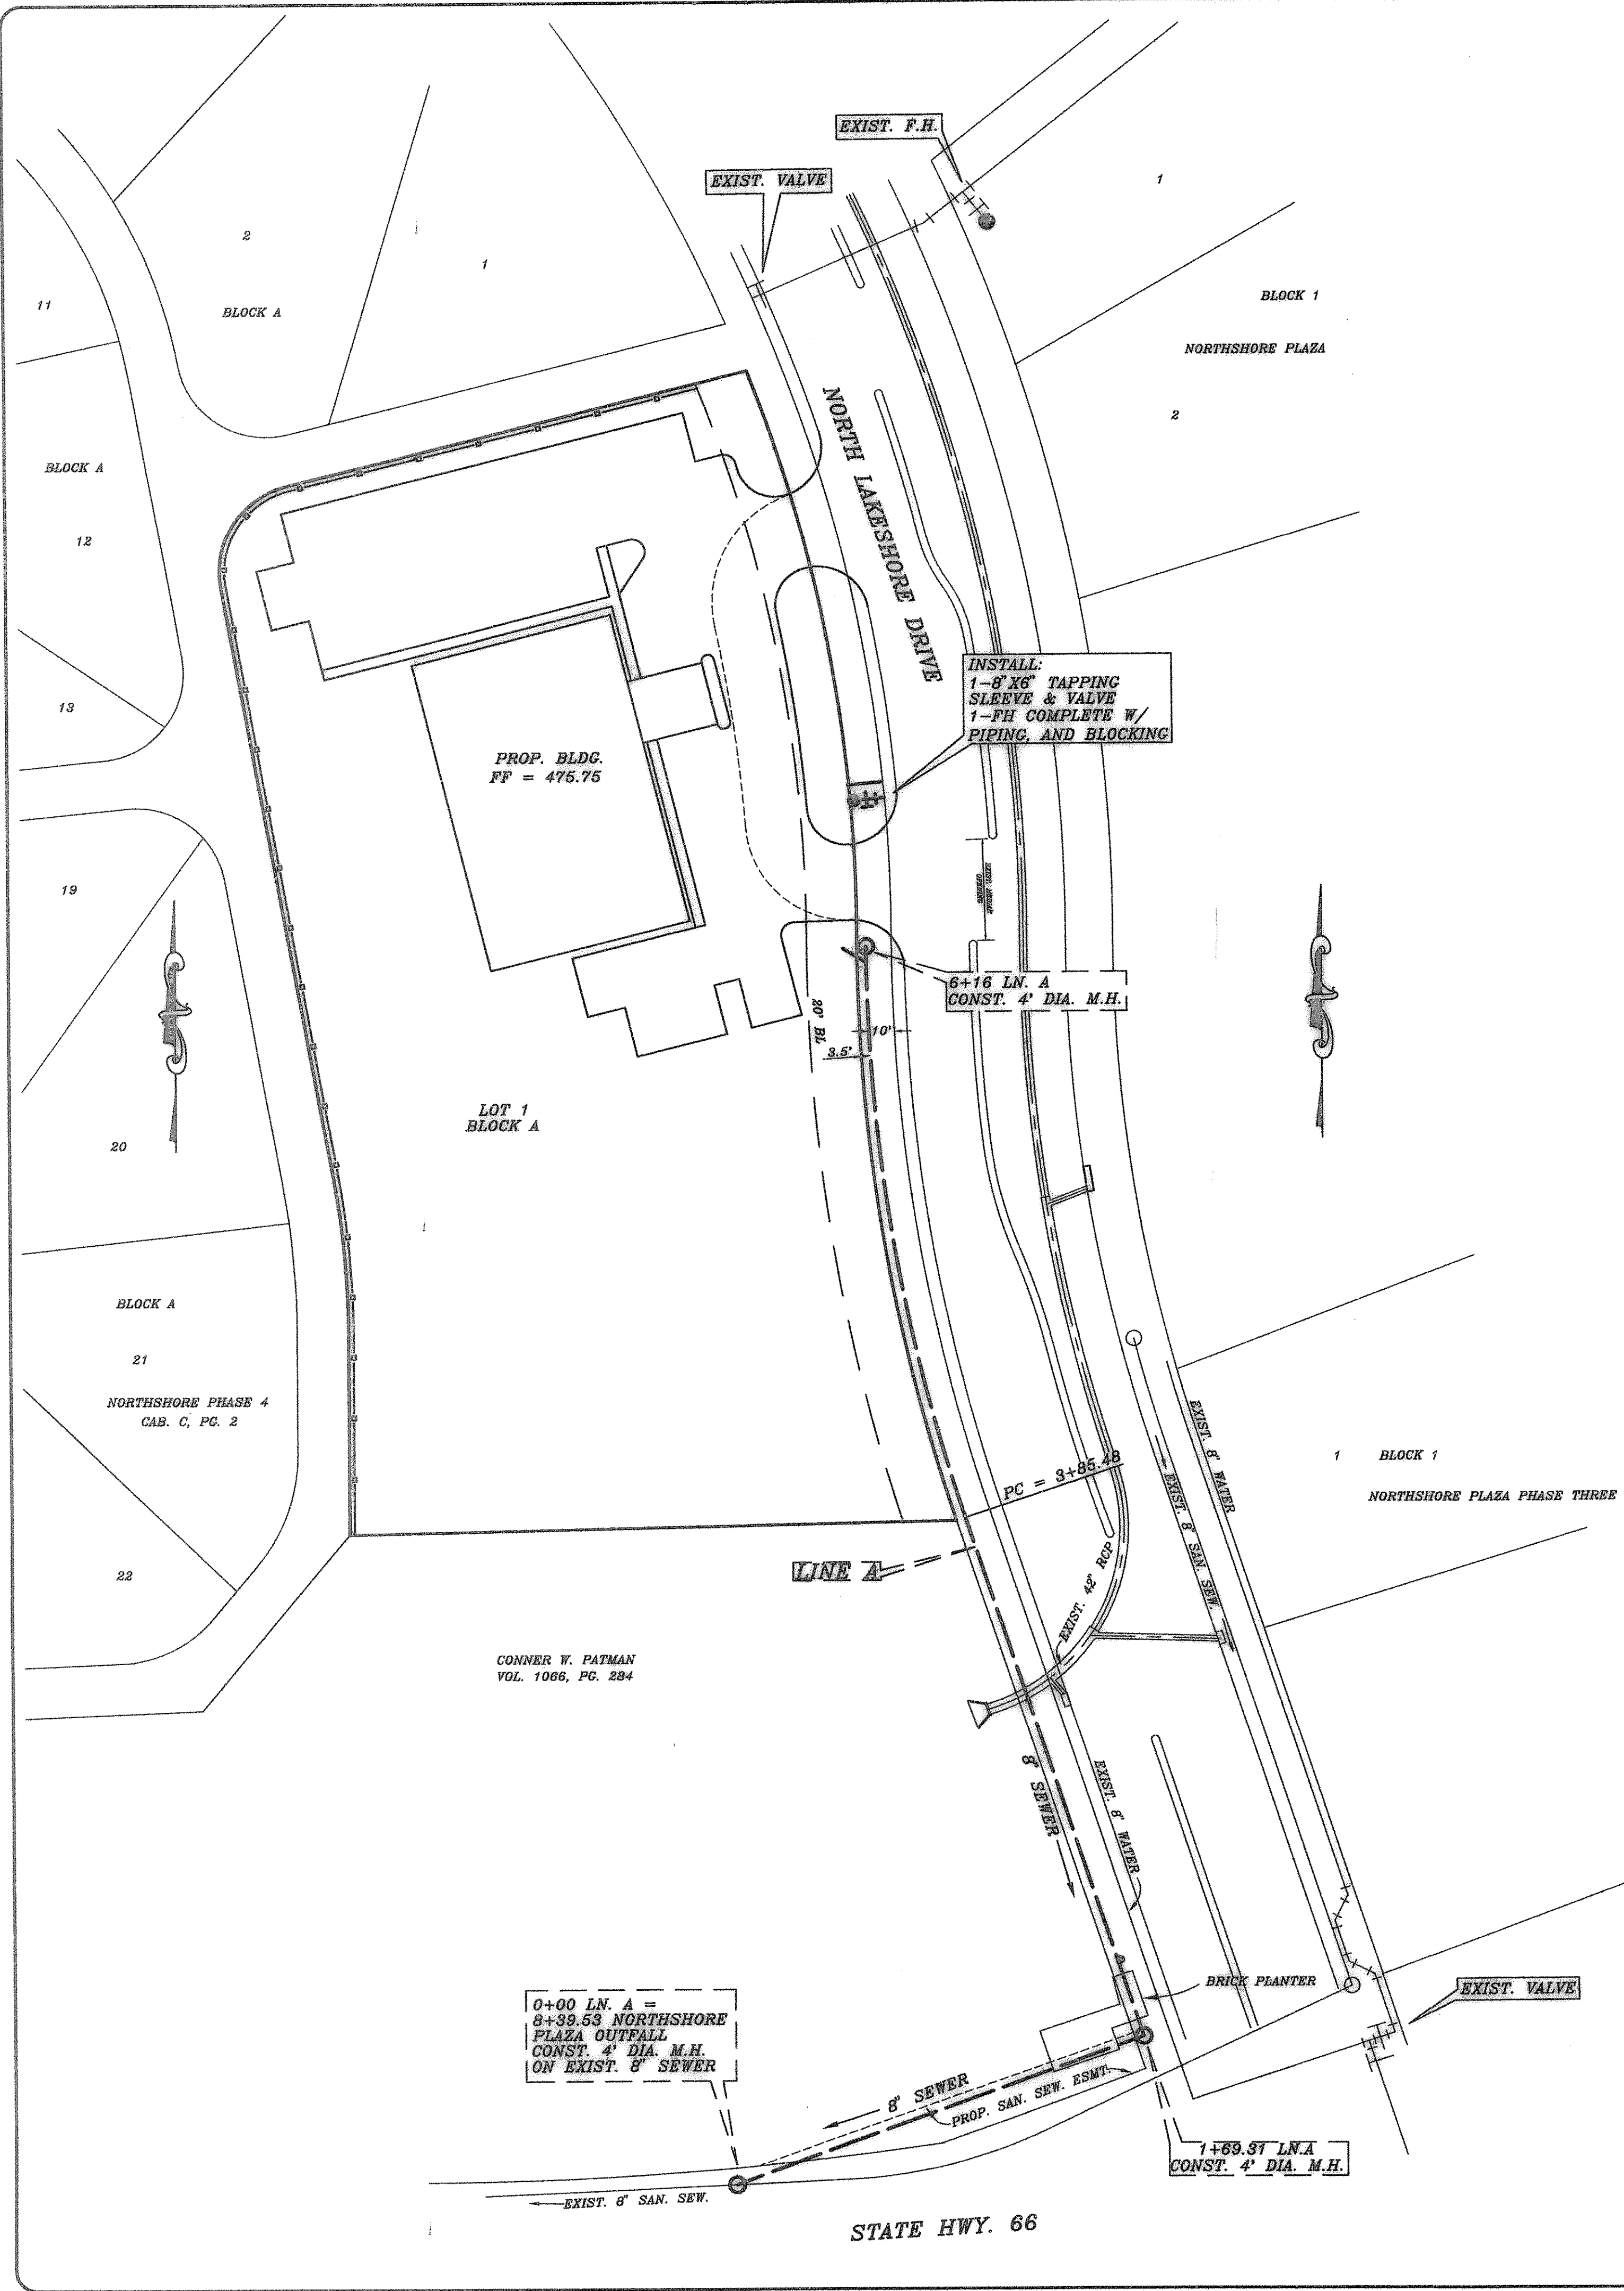 EXIST. F.H.
EXIST. VALVE
1
2
1
11
BLOCK A
BLOCK 1
NORTHSHORE PLAZA
2
NORTH LAKESHORE DRIVE
BLOCK A
12
INSTALL:
1-8"X6" TAPPING
SLEEVE & VALVE
1-FH COMPLETE W/
PIPING, AND BLOCKING
13
PROP. BLDG.
FF = 475.75
EXIST. MEDIAN
OPENING
19
6+16 LN. A
CONST. 4' DIA. M.H.
20' BL
10'
3.5'
LOT 1
BLOCK A
20
BLOCK A
21
NORTHSHORE PHASE 4
CAB. C, PG. 2
EXIST. 8" WATER
1 BLOCK 1
NORTHSHORE PLAZA PHASE THREE
PC = 3+85.48
EXIST. 8" SAN. SEW.
LINE A
EXIST. 42" RCP
22
CONNER W. PATMAN
VOL. 1066, PG. 284
8" SEWER
EXIST. 8" WATER
BRICK PLANTER
EXIST. VALVE
0+00 LN. A =
8+39.53 NORTHSHORE
PLAZA OUTFALL
CONST. 4' DIA. M.H.
ON EXIST. 8" SEWER
8" SEWER
PROP. SAN. SEW. ESMT.
1+69.31 LN.A
CONST. 4' DIA. M.H.
EXIST. 8" SAN. SEW.
STATE HWY. 66